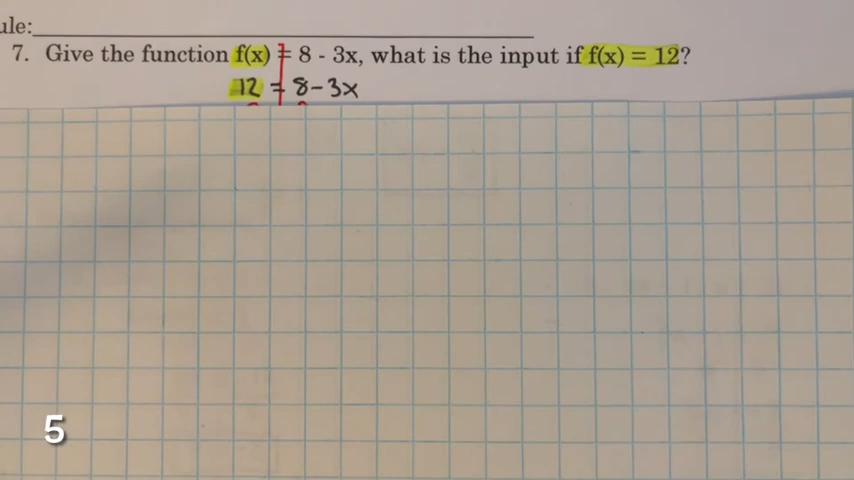 ule:
7. Give the function f(x) = 8 - 3x, what is the input if f(x) = 12?
12 = 8-3x
5